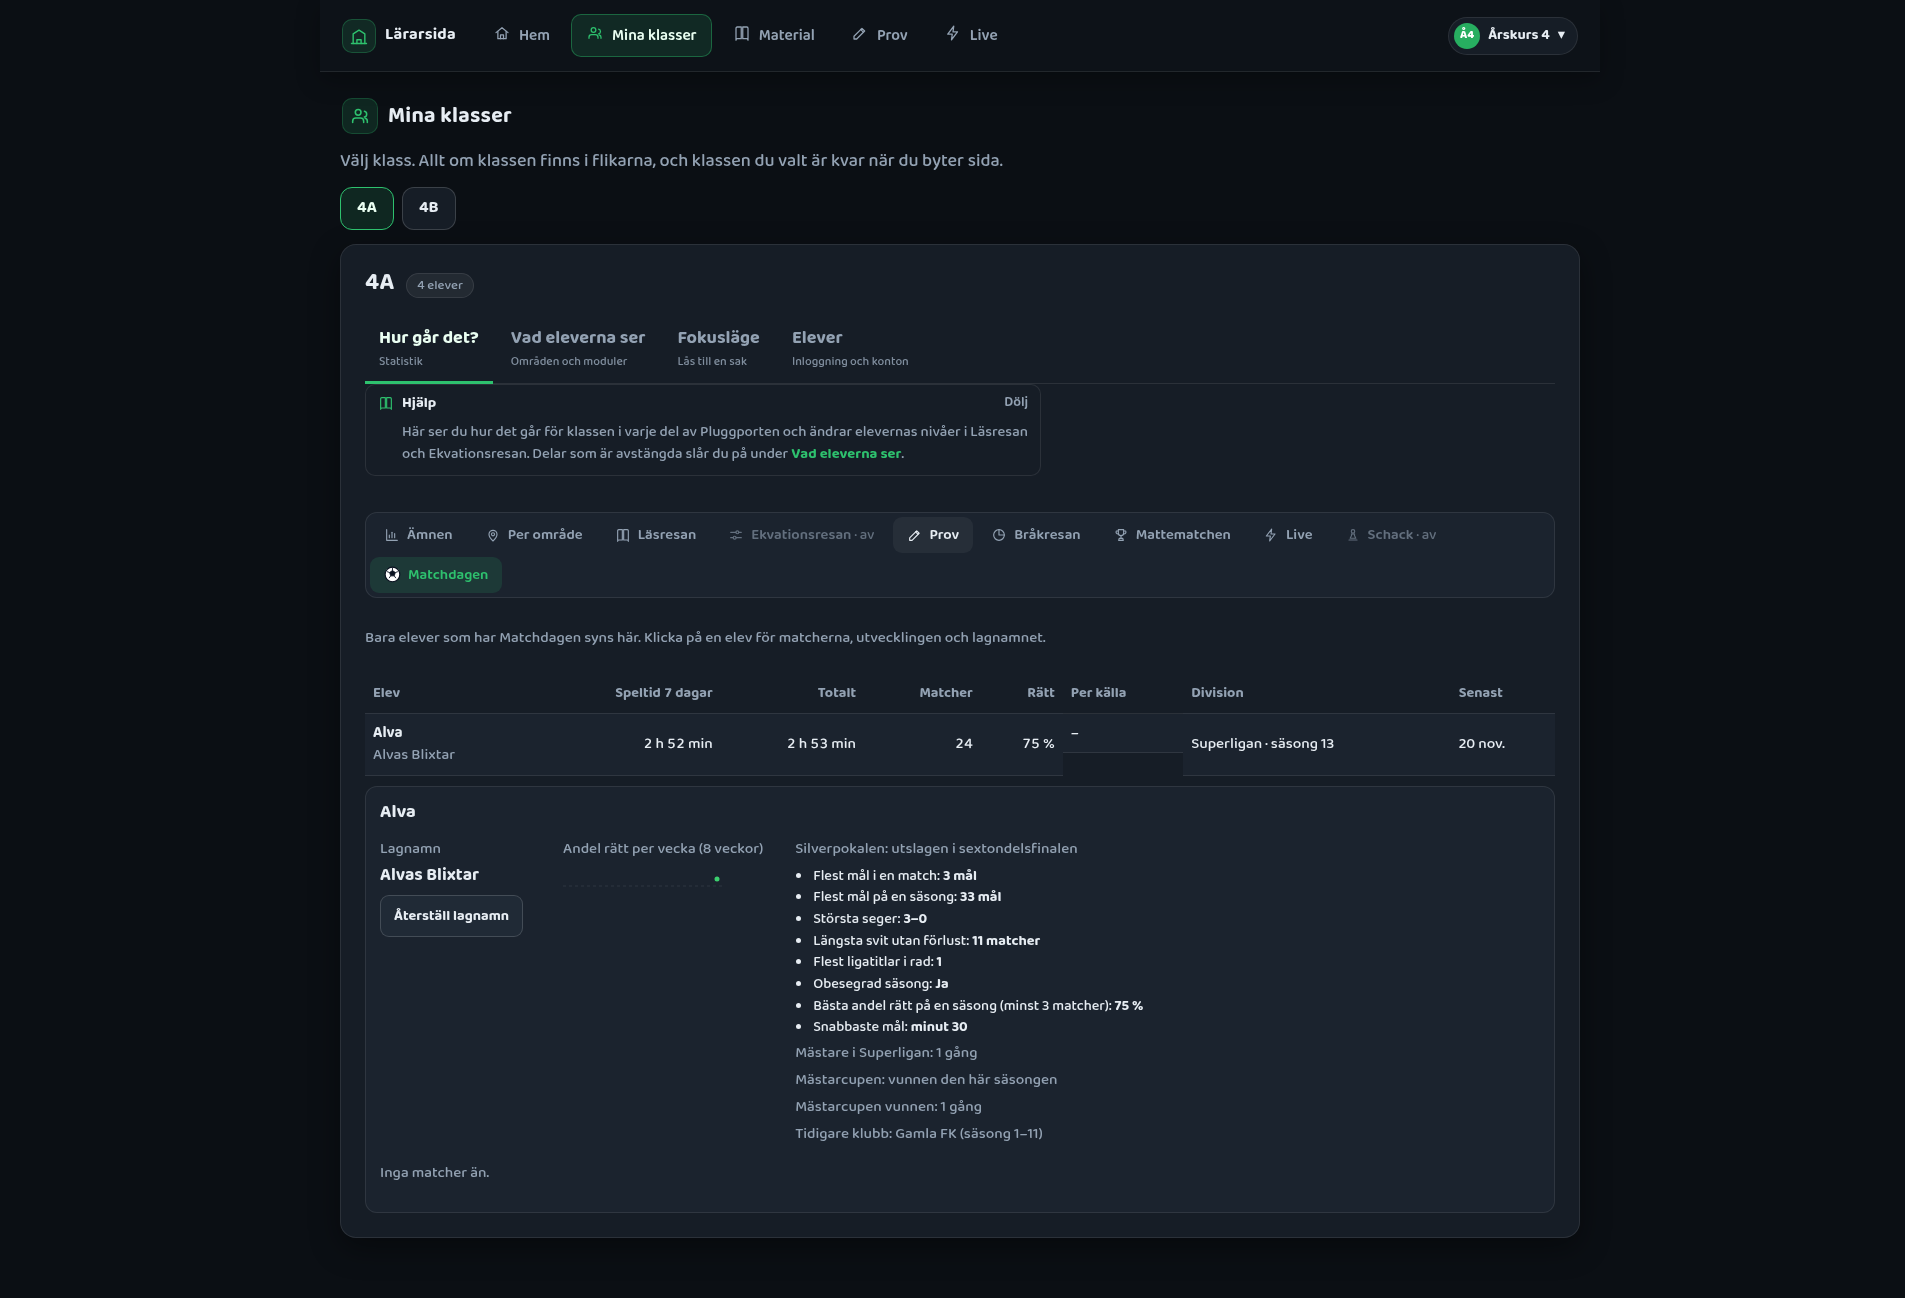 Lärarsida
Hem
Mina klasser
Material
Prov
Live
Å4
Årskurs 4 ▼
Mina klasser
Välj klass. Allt om klassen finns i flikarna, och klassen du valt är kvar när du byter sida.
4A
4B
4A
4 elever
Hur går det?
Statistik
Vad eleverna ser
Områden och moduler
Fokusläge
Lås till en sak
Elever
Inloggning och konton
Hjälp
Dölj
Här ser du hur det går för klassen i varje del av Pluggporten och ändrar elevernas nivåer i Läsresan
och Ekvationsresan. Delar som är avstängda slår du på under Vad eleverna ser.
Ämnen
Per område
Läsresan
Ekvationsresan · av
Prov
Bråkresan
Mattematchen
Live
Schack · av
Matchdagen
Bara elever som har Matchdagen syns här. Klicka på en elev för matcherna, utvecklingen och lagnamnet.
Elev
Speltid 7 dagar
Totalt
Matcher
Rätt
Per källa
Division
Senast
Alva
Alvas Blixtar
2 h 52 min
2 h 53 min
24
75 %
–
Superligan · säsong 13
20 nov.
Alva
Lagnamn
Alvas Blixtar
Återställ lagnamn
Andel rätt per vecka (8 veckor)
Silverpokalen: utslagen i sextondelsfinalen
Flest mål i en match: 3 mål
Flest mål på en säsong: 33 mål
Största seger: 3–0
Längsta svit utan förlust: 11 matcher
Flest ligatitlar i rad: 1
Obesegrad säsong: Ja
Bästa andel rätt på en säsong (minst 3 matcher): 75 %
Snabbaste mål: minut 30
Mästare i Superligan: 1 gång
Mästarcupen: vunnen den här säsongen
Mästarcupen vunnen: 1 gång
Tidigare klubb: Gamla FK (säsong 1–11)
Inga matcher än.